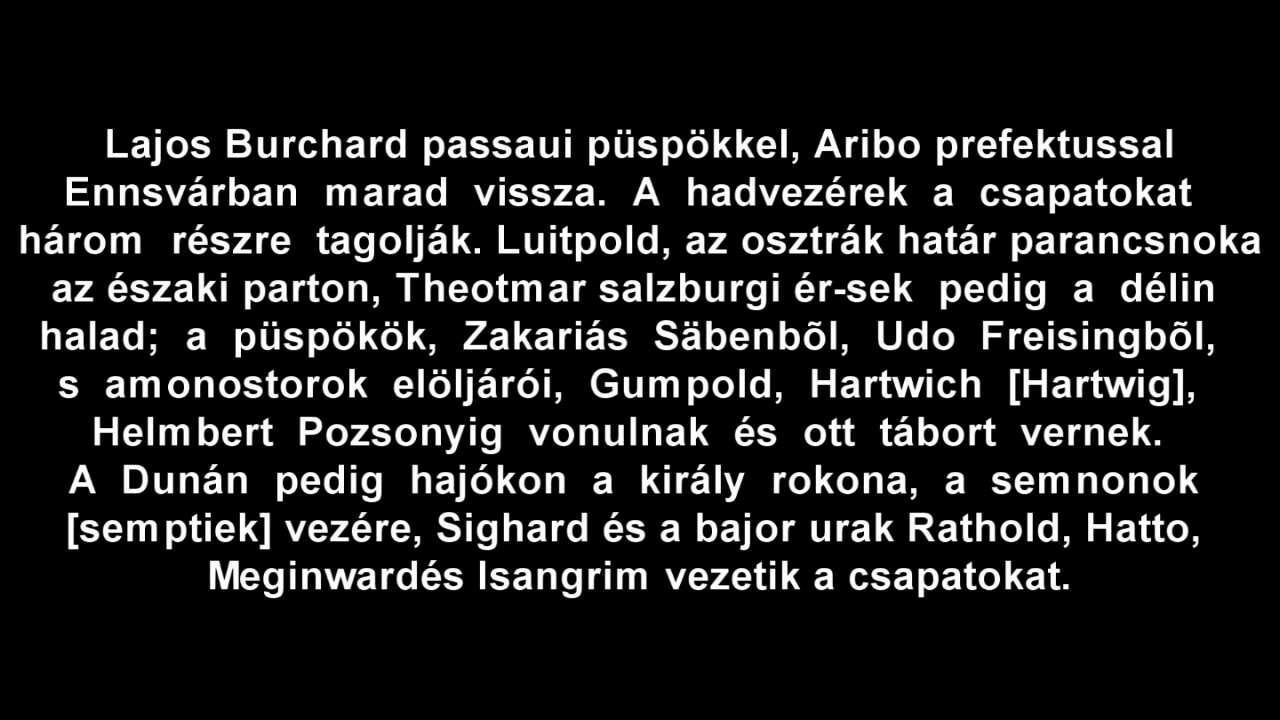 Lajos Burchard passaui püspökkel, Aribo prefektussal
Ennsvárban marad vissza. A hadvezérek a csapatokat
három részre tagolják. Luitpold, az osztrák határ parancsnoka
az északi parton, Theotmar salzburgi ér-sek pedig a délin
halad; a püspökök, Zakariás Säbenbõl, Udo Freisingbõl,
s amonostorok elöljárói, Gumpold, Hartwich [Hartwig],
Helmbert Pozsonyig vonulnak és ott tábort vernek.
A Dunán pedig hajókon a király rokona, a semnonok
[semptiek] vezére, Sighard és a bajor urak Rathold, Hatto,
Meginwardés Isangrim vezetik a csapatokat.